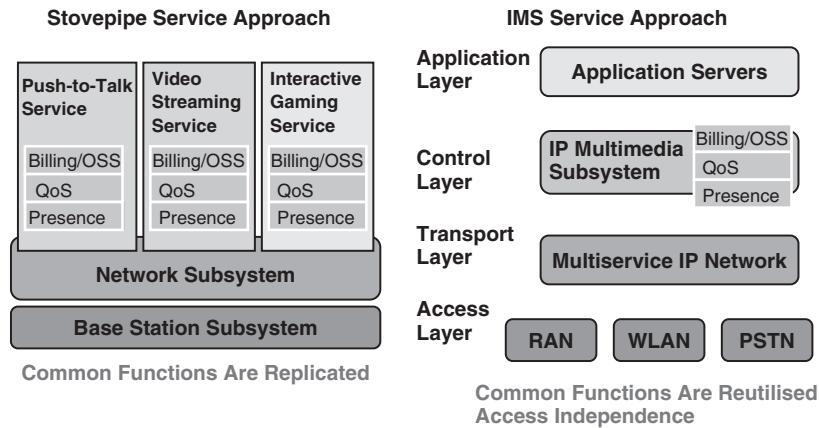 Stovepipe Service Approach
Push-to-Talk
Service
Billing/OSS
QoS
Presence
Video
Streaming
Service
Billing/OSS
QoS
Presence
Interactive
Gaming
Service
Billing/OSS
QoS
Presence
Network Subsystem
Base Station Subsystem
Common Functions Are Replicated
IMS Service Approach
Application
Layer
Application Servers
Control
Layer
IP Multimedia
Subsystem
Billing/OSS
QoS
Presence
Transport
Layer
Multiservice IP Network
Access
Layer
RAN
WLAN
PSTN
Common Functions Are Reutilised
Access Independence